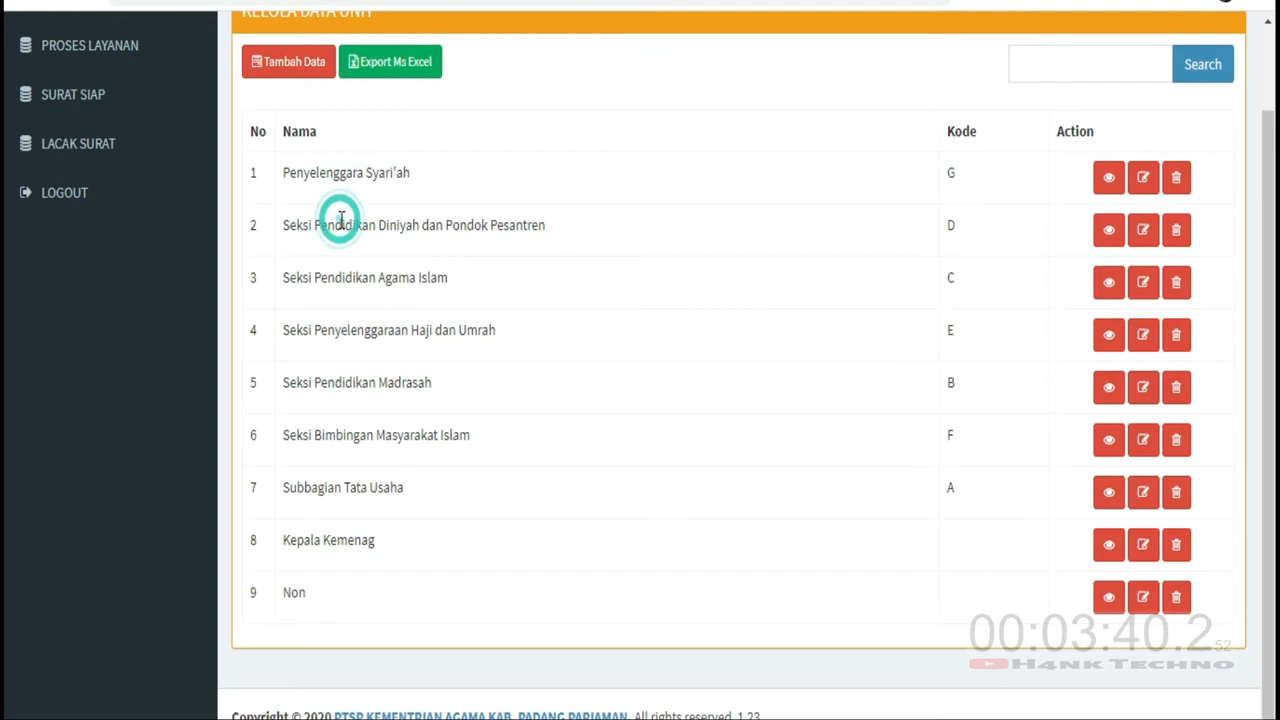 KELOLA DATA UNIT
PROSES LAYANAN
SURAT SIAP
LACAK SURAT
LOGOUT
Tambah Data
Export Ms Excel
Search
No Nama Kode Action
1 Penyelenggara Syari'ah G
2 Seksi Pendidikan Diniyah dan Pondok Pesantren D
3 Seksi Pendidikan Agama Islam C
4 Seksi Penyelenggaraan Haji dan Umrah E
5 Seksi Pendidikan Madrasah B
6 Seksi Bimbingan Masyarakat Islam F
7 Subbagian Tata Usaha A
8 Kepala Kemenag
9 Non
00:03:40.2 52
H4NK TECHNO
Copyright © 2020 PTSP KEMENTRIAN AGAMA KAB. PADANG PARIAMAN. All rights reserved. 1.23